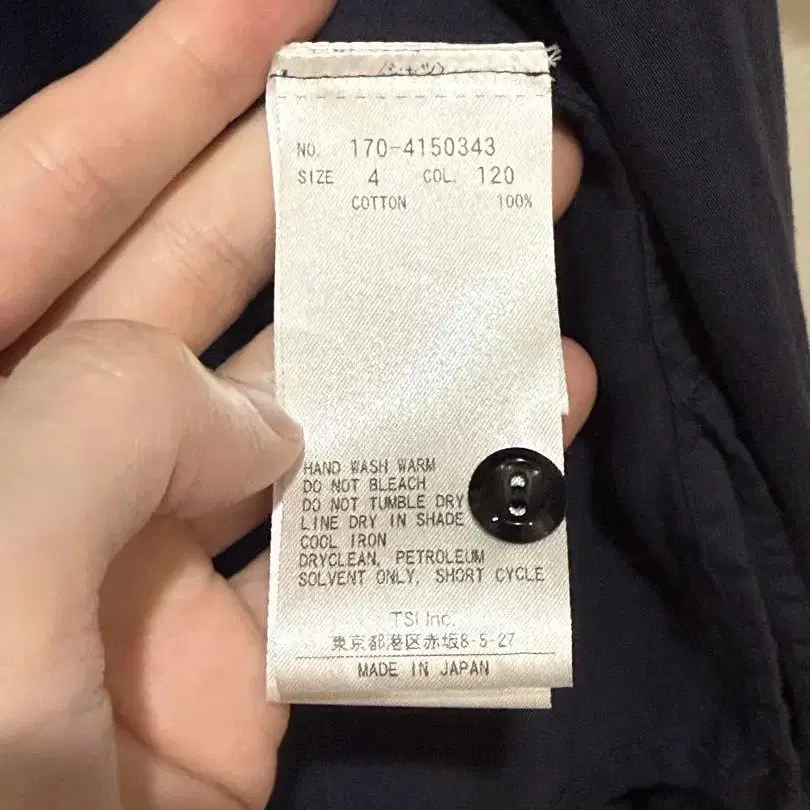 NO. 170-4150343
SIZE 4 COL. 120
COTTON 100%
HAND WASH WARM
DO NOT BLEACH
DO NOT TUMBLE DRY
LINE DRY IN SHADE
COOL IRON
DRYCLEAN, PETROLEUM
SOLVENT ONLY, SHORT CYCLE
TSI Inc.
東京都港区赤坂8-5-27
MADE IN JAPAN